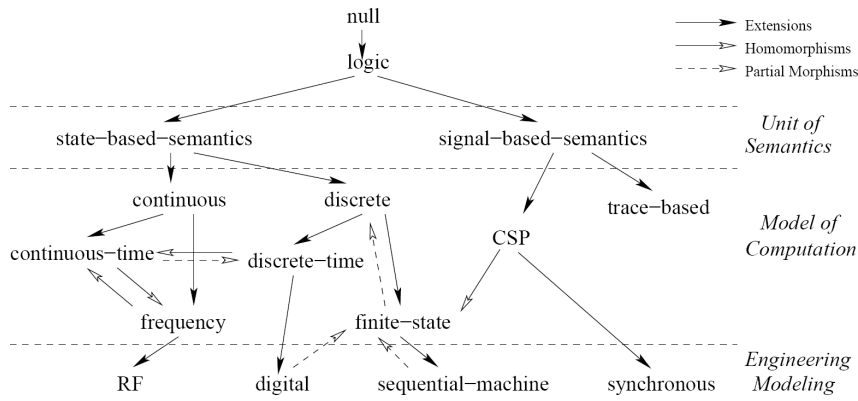 null
Extensions
Homomorphisms
logic
Partial Morphisms
state-based-semantics
signal-based-semantics
Unit of
Semantics
continuous
discrete
trace-based
Model of
Computation
CSP
continuous-time
discrete-time
frequency
finite-state
Engineering
Modeling
RF
digital
sequential-machine
synchronous